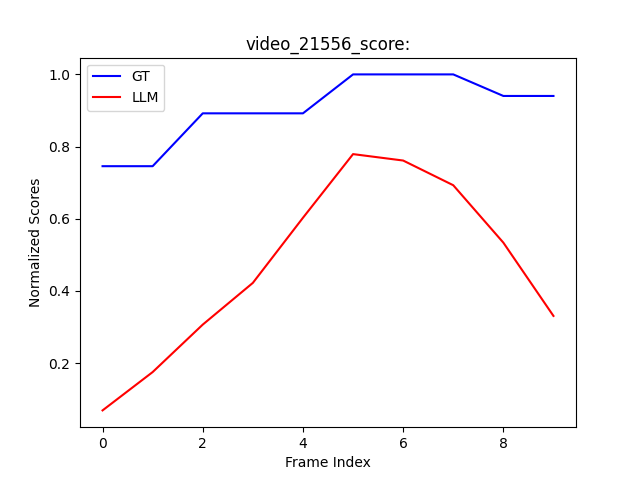 video_21556_score:
GT
LLM
Normalized Scores
1.0
0.8
0.6
0.4
0.2
0 2 4 6 8
Frame Index